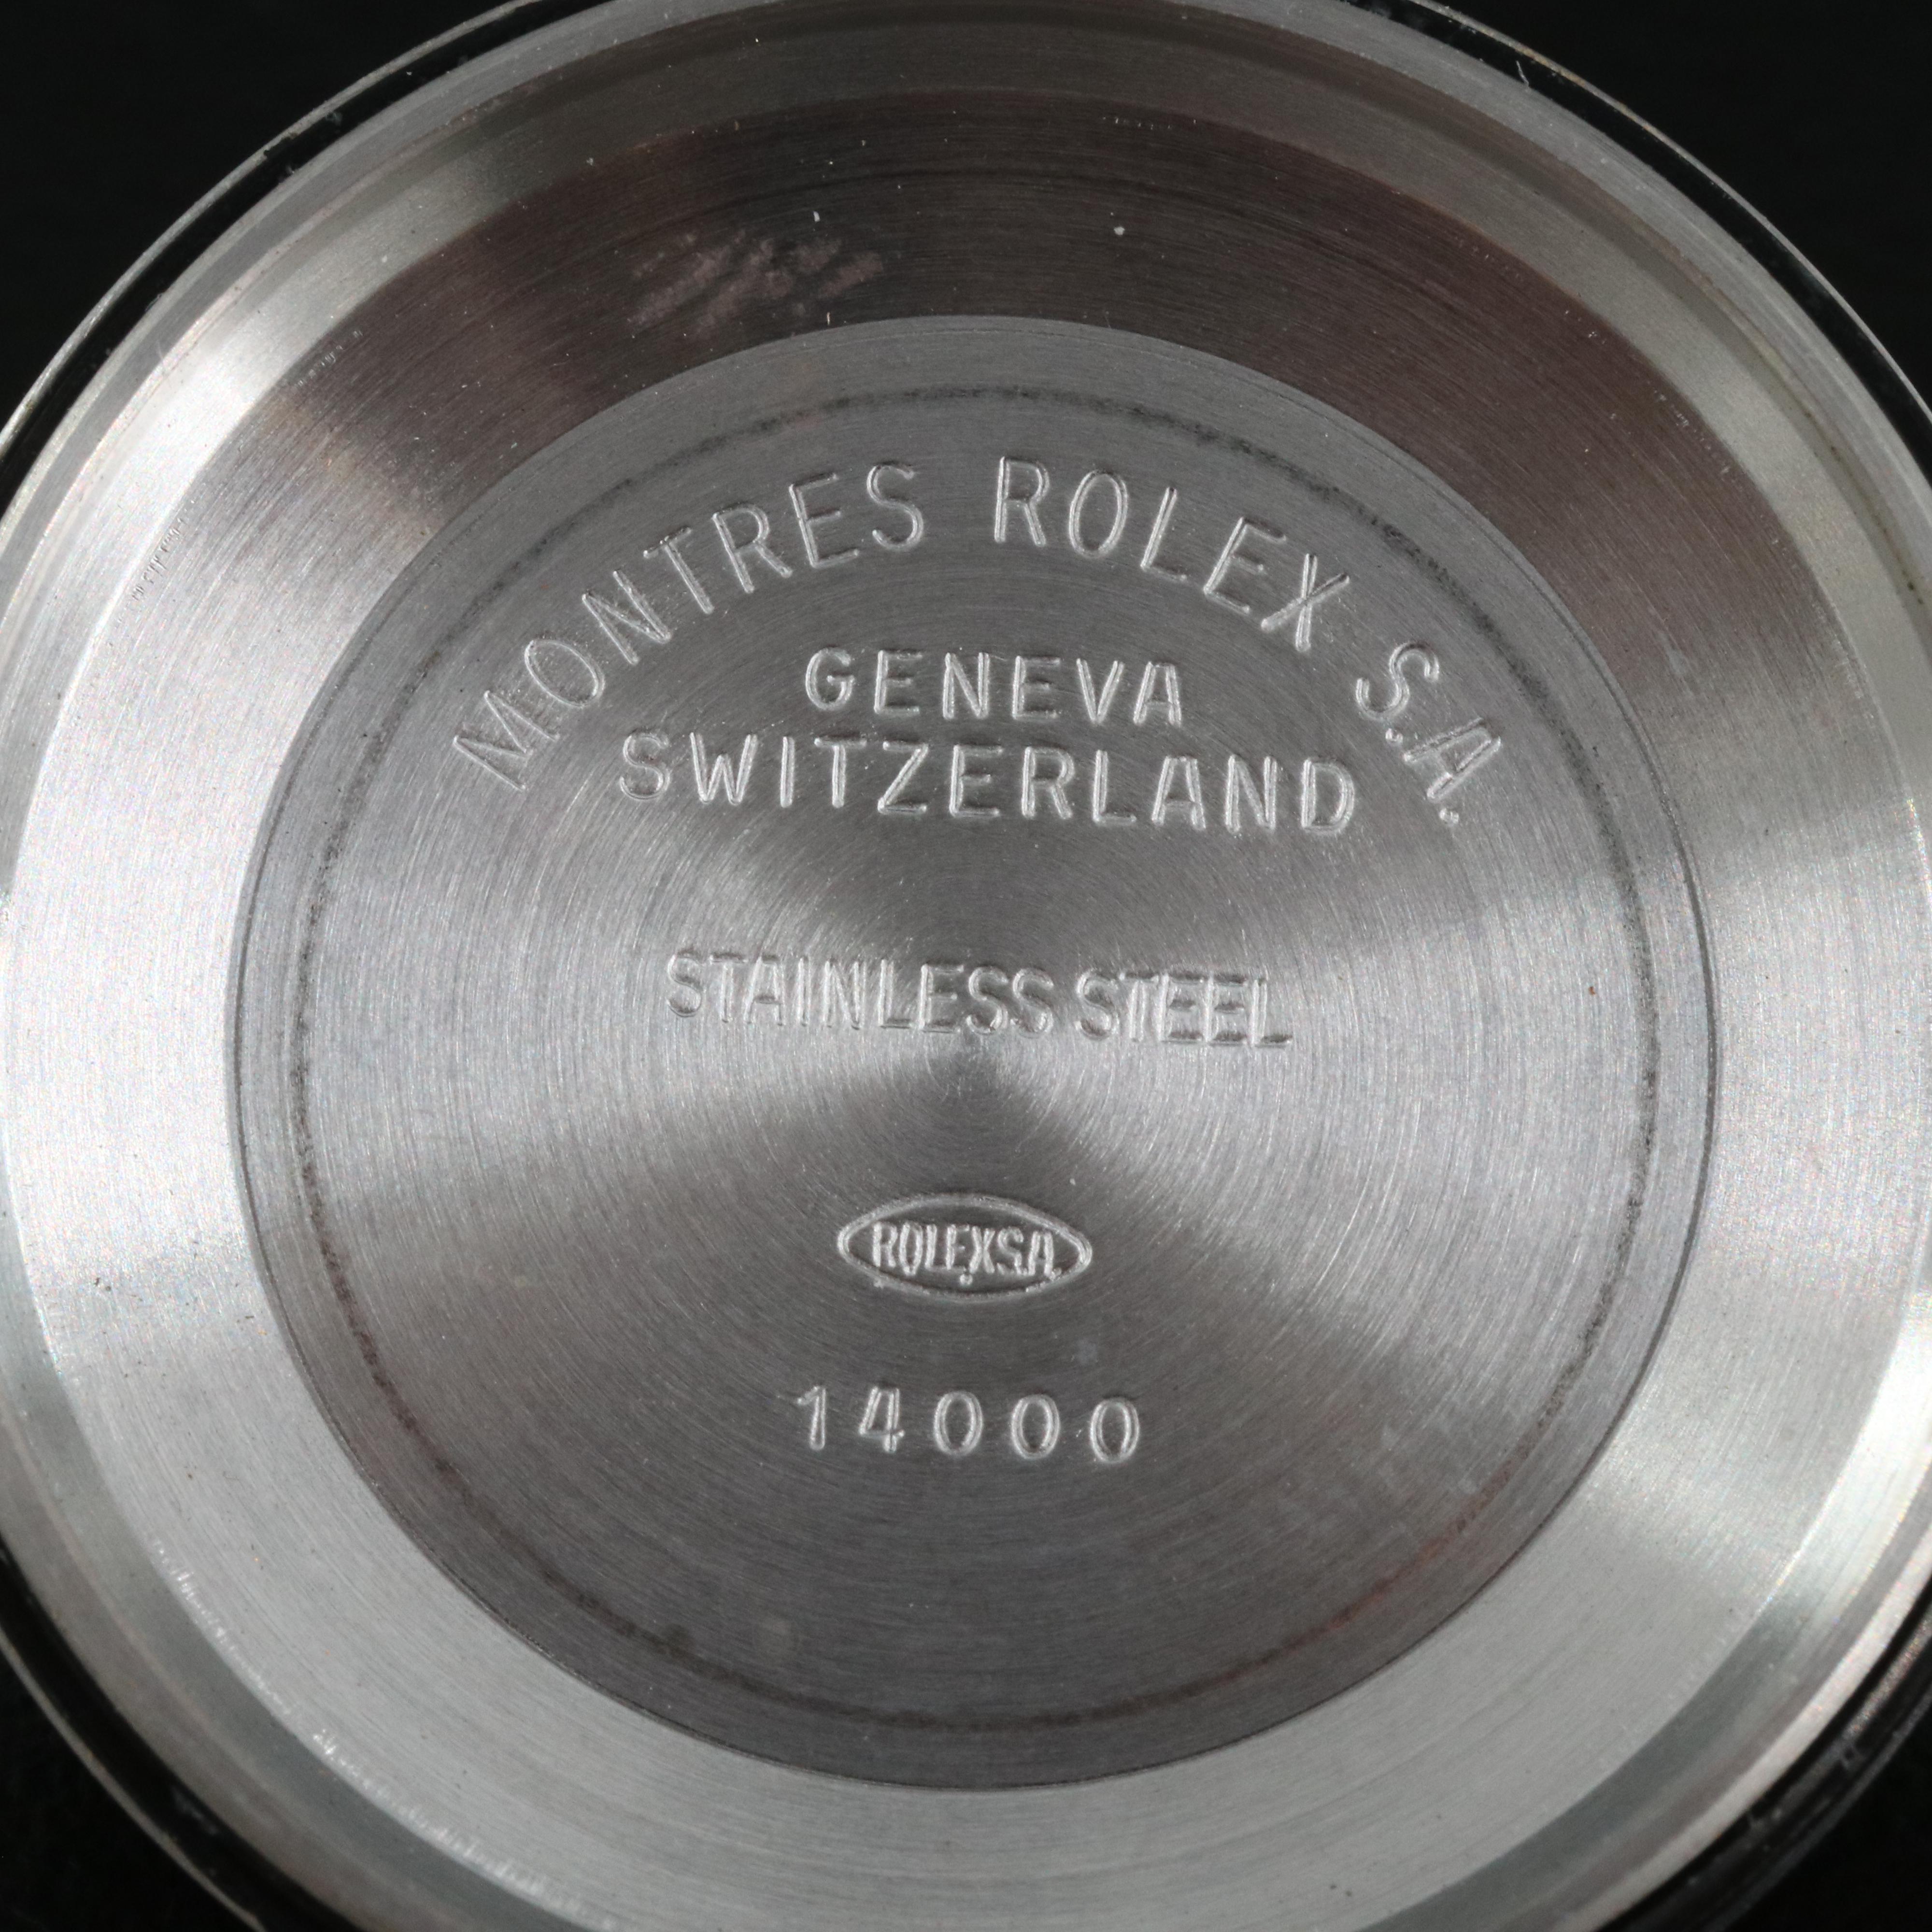 MONTRES ROLEX S.A.
GENEVA
SWITZERLAND
STAINLESS STEEL
ROLEX S.A.
14000